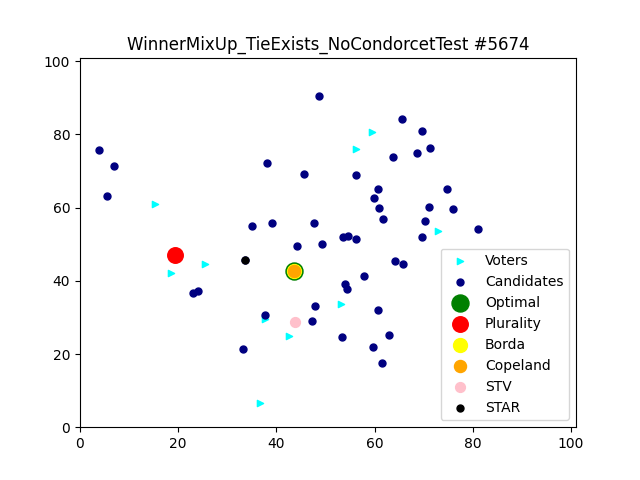 WinnerMixUp_TieExists_NoCondorcetTest #5674
100
80
60
40
20
0
0 20 40 60 80 100
Voters
Candidates
Optimal
Plurality
Borda
Copeland
STV
STAR